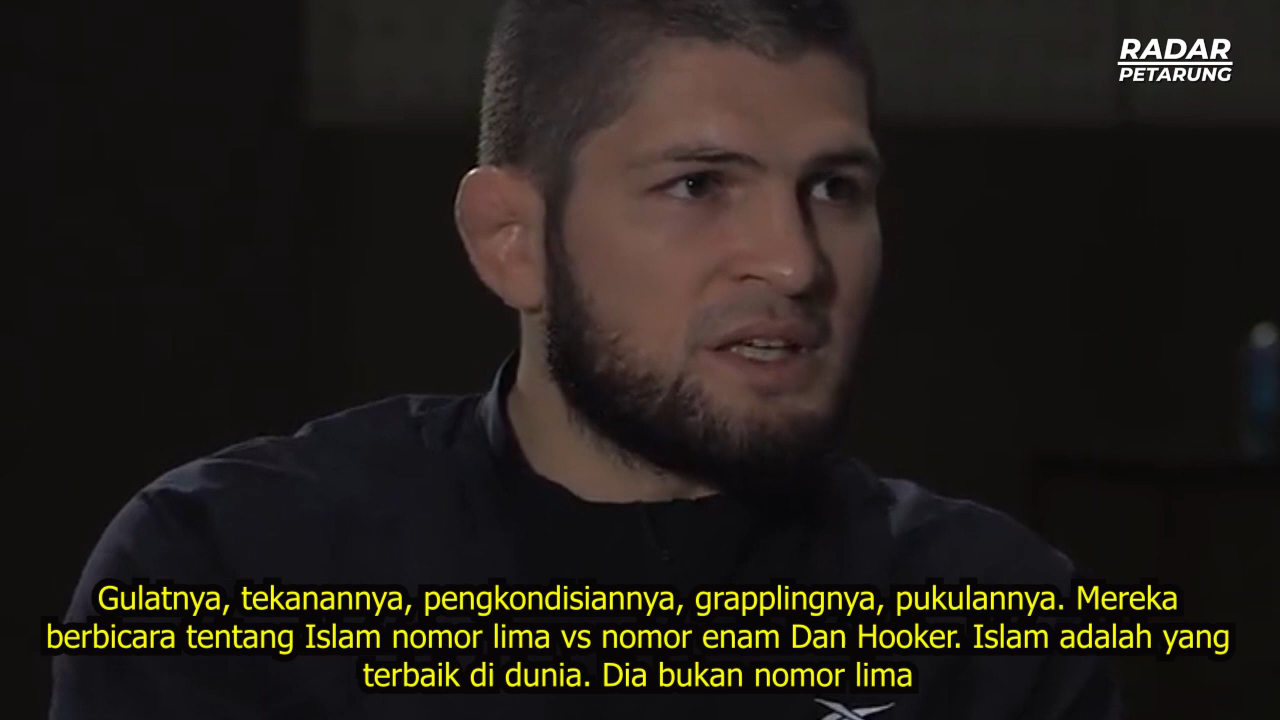 RADAR
PETARUNG
Gulatnya, tekanannya, pengkondisiannya, grapplingnya, pukulannya. Mereka
berbicara tentang Islam nomor lima vs nomor enam Dan Hooker. Islam adalah yang
terbaik di dunia. Dia bukan nomor lima